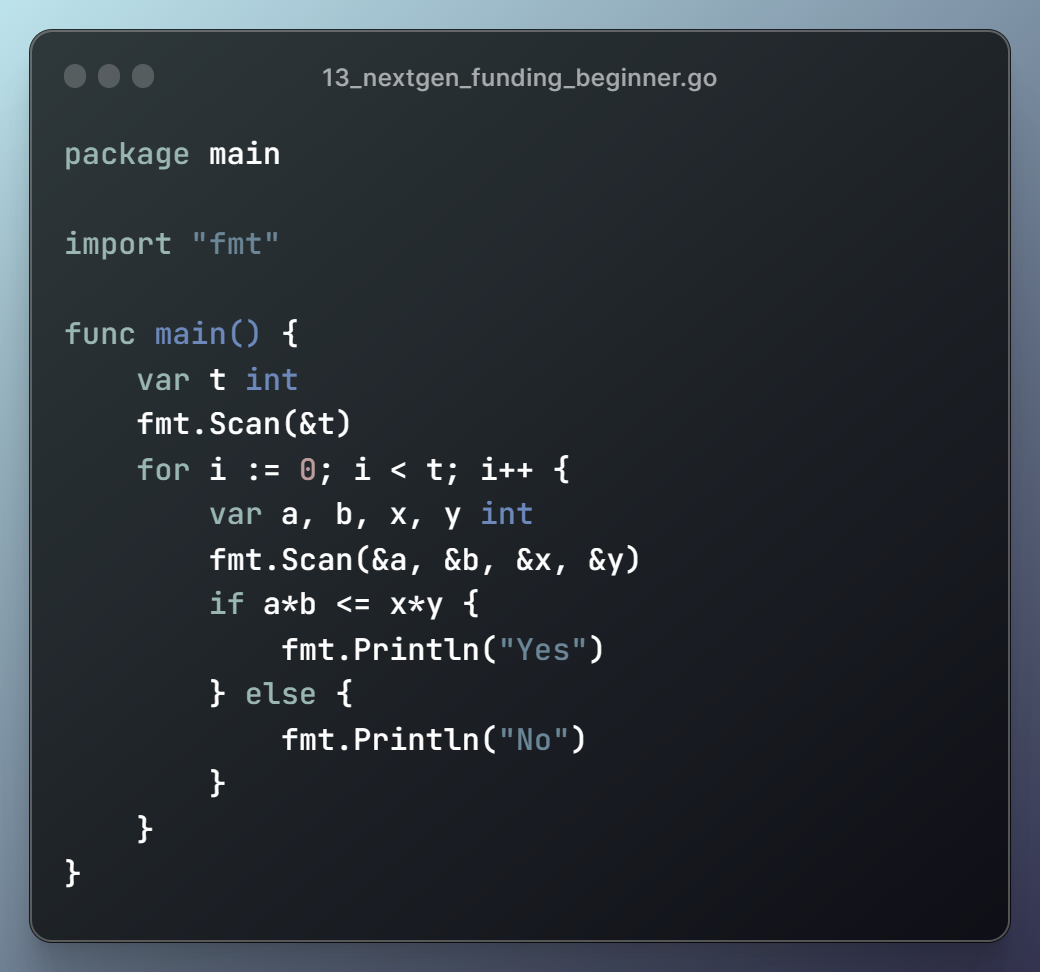 13_nextgen_funding_beginner.go
package main
import "fmt"
func main() {
    var t int
    fmt.Scan(&t)
    for i := 0; i < t; i++ {
        var a, b, x, y int
        fmt.Scan(&a, &b, &x, &y)
        if a*b <= x*y {
            fmt.Println("Yes")
        } else {
            fmt.Println("No")
        }
    }
}